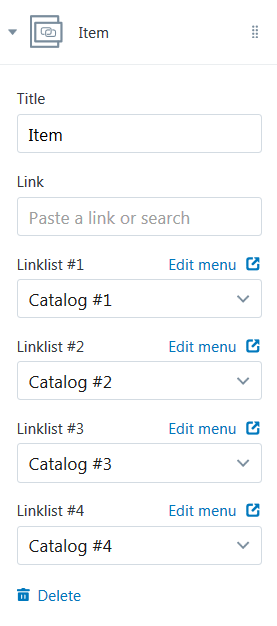 Item
Title
Item
Link
Paste a link or search
Linklist #1 Edit menu
Catalog #1
Linklist #2 Edit menu
Catalog #2
Linklist #3 Edit menu
Catalog #3
Linklist #4 Edit menu
Catalog #4
Delete